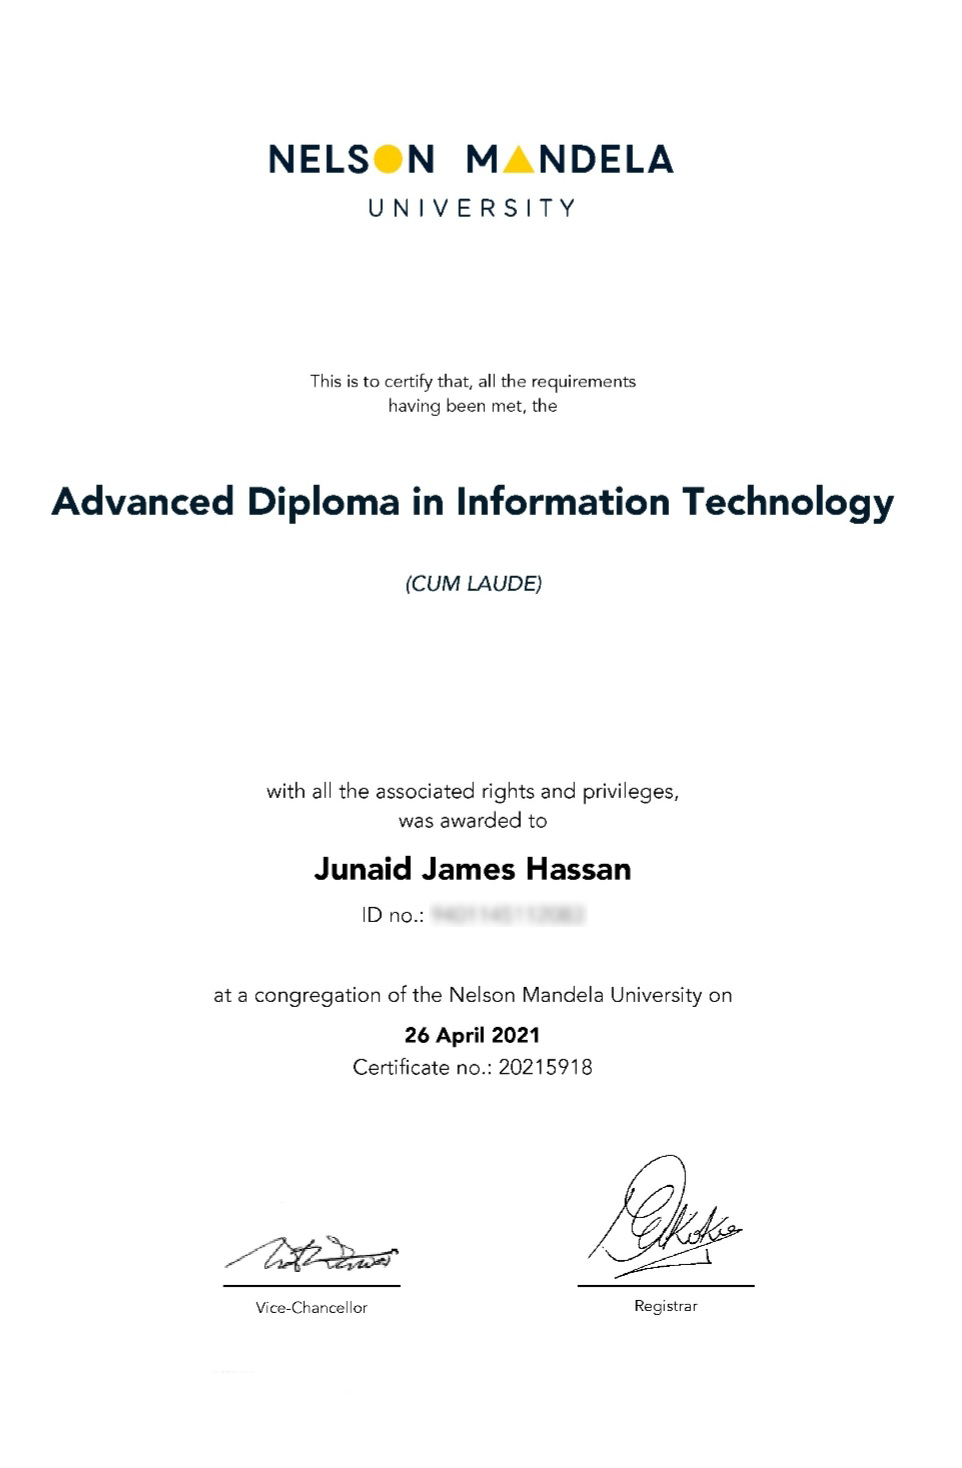 NELSON MANDELA
UNIVERSITY
This is to certify that, all the requirements
having been met, the
Advanced Diploma in Information Technology
(CUM LAUDE)
with all the associated rights and privileges,
was awarded to
Junaid James Hassan
ID no.:
at a congregation of the Nelson Mandela University on
26 April 2021
Certificate no.: 20215918
Vice-Chancellor
Registrar